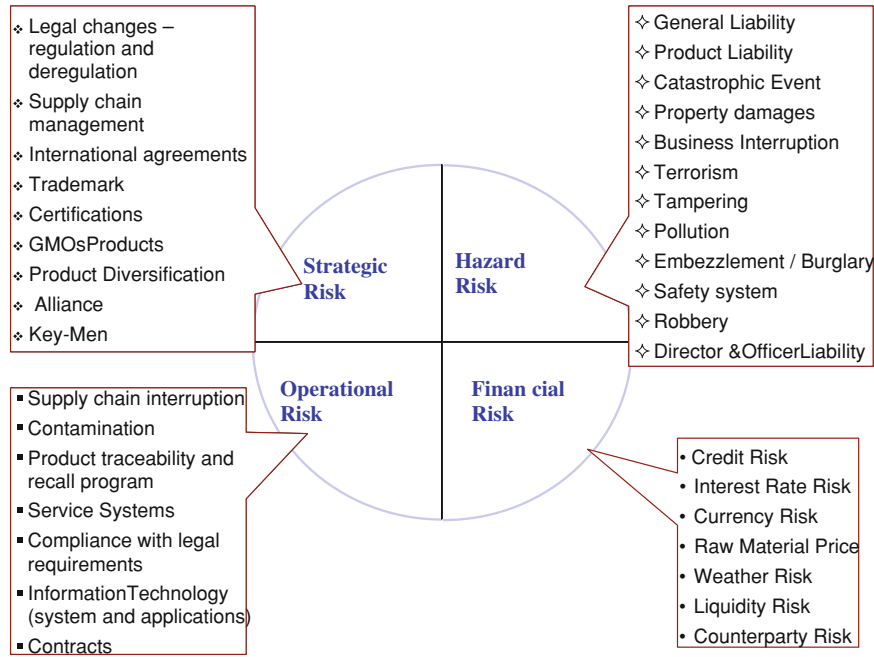 ❖ Legal changes –
regulation and
deregulation
❖ Supply chain
management
❖ International agreements
❖ Trademark
❖ Certifications
❖ GMOsProducts
❖ Product Diversification
❖ Alliance
❖ Key-Men
✧ General Liability
✧ Product Liability
✧ Catastrophic Event
✧ Property damages
✧ Business Interruption
✧ Terrorism
✧ Tampering
✧ Pollution
✧ Embezzlement / Burglary
✧ Safety system
✧ Robbery
✧ Director &OfficerLiability
Strategic
Risk
Hazard
Risk
Operational
Risk
Finan cial
Risk
▪ Supply chain interruption
▪ Contamination
▪ Product traceability and
recall program
▪ Service Systems
▪ Compliance with legal
requirements
▪ InformationTechnology
(system and applications)
▪ Contracts
• Credit Risk
• Interest Rate Risk
• Currency Risk
• Raw Material Price
• Weather Risk
• Liquidity Risk
• Counterparty Risk